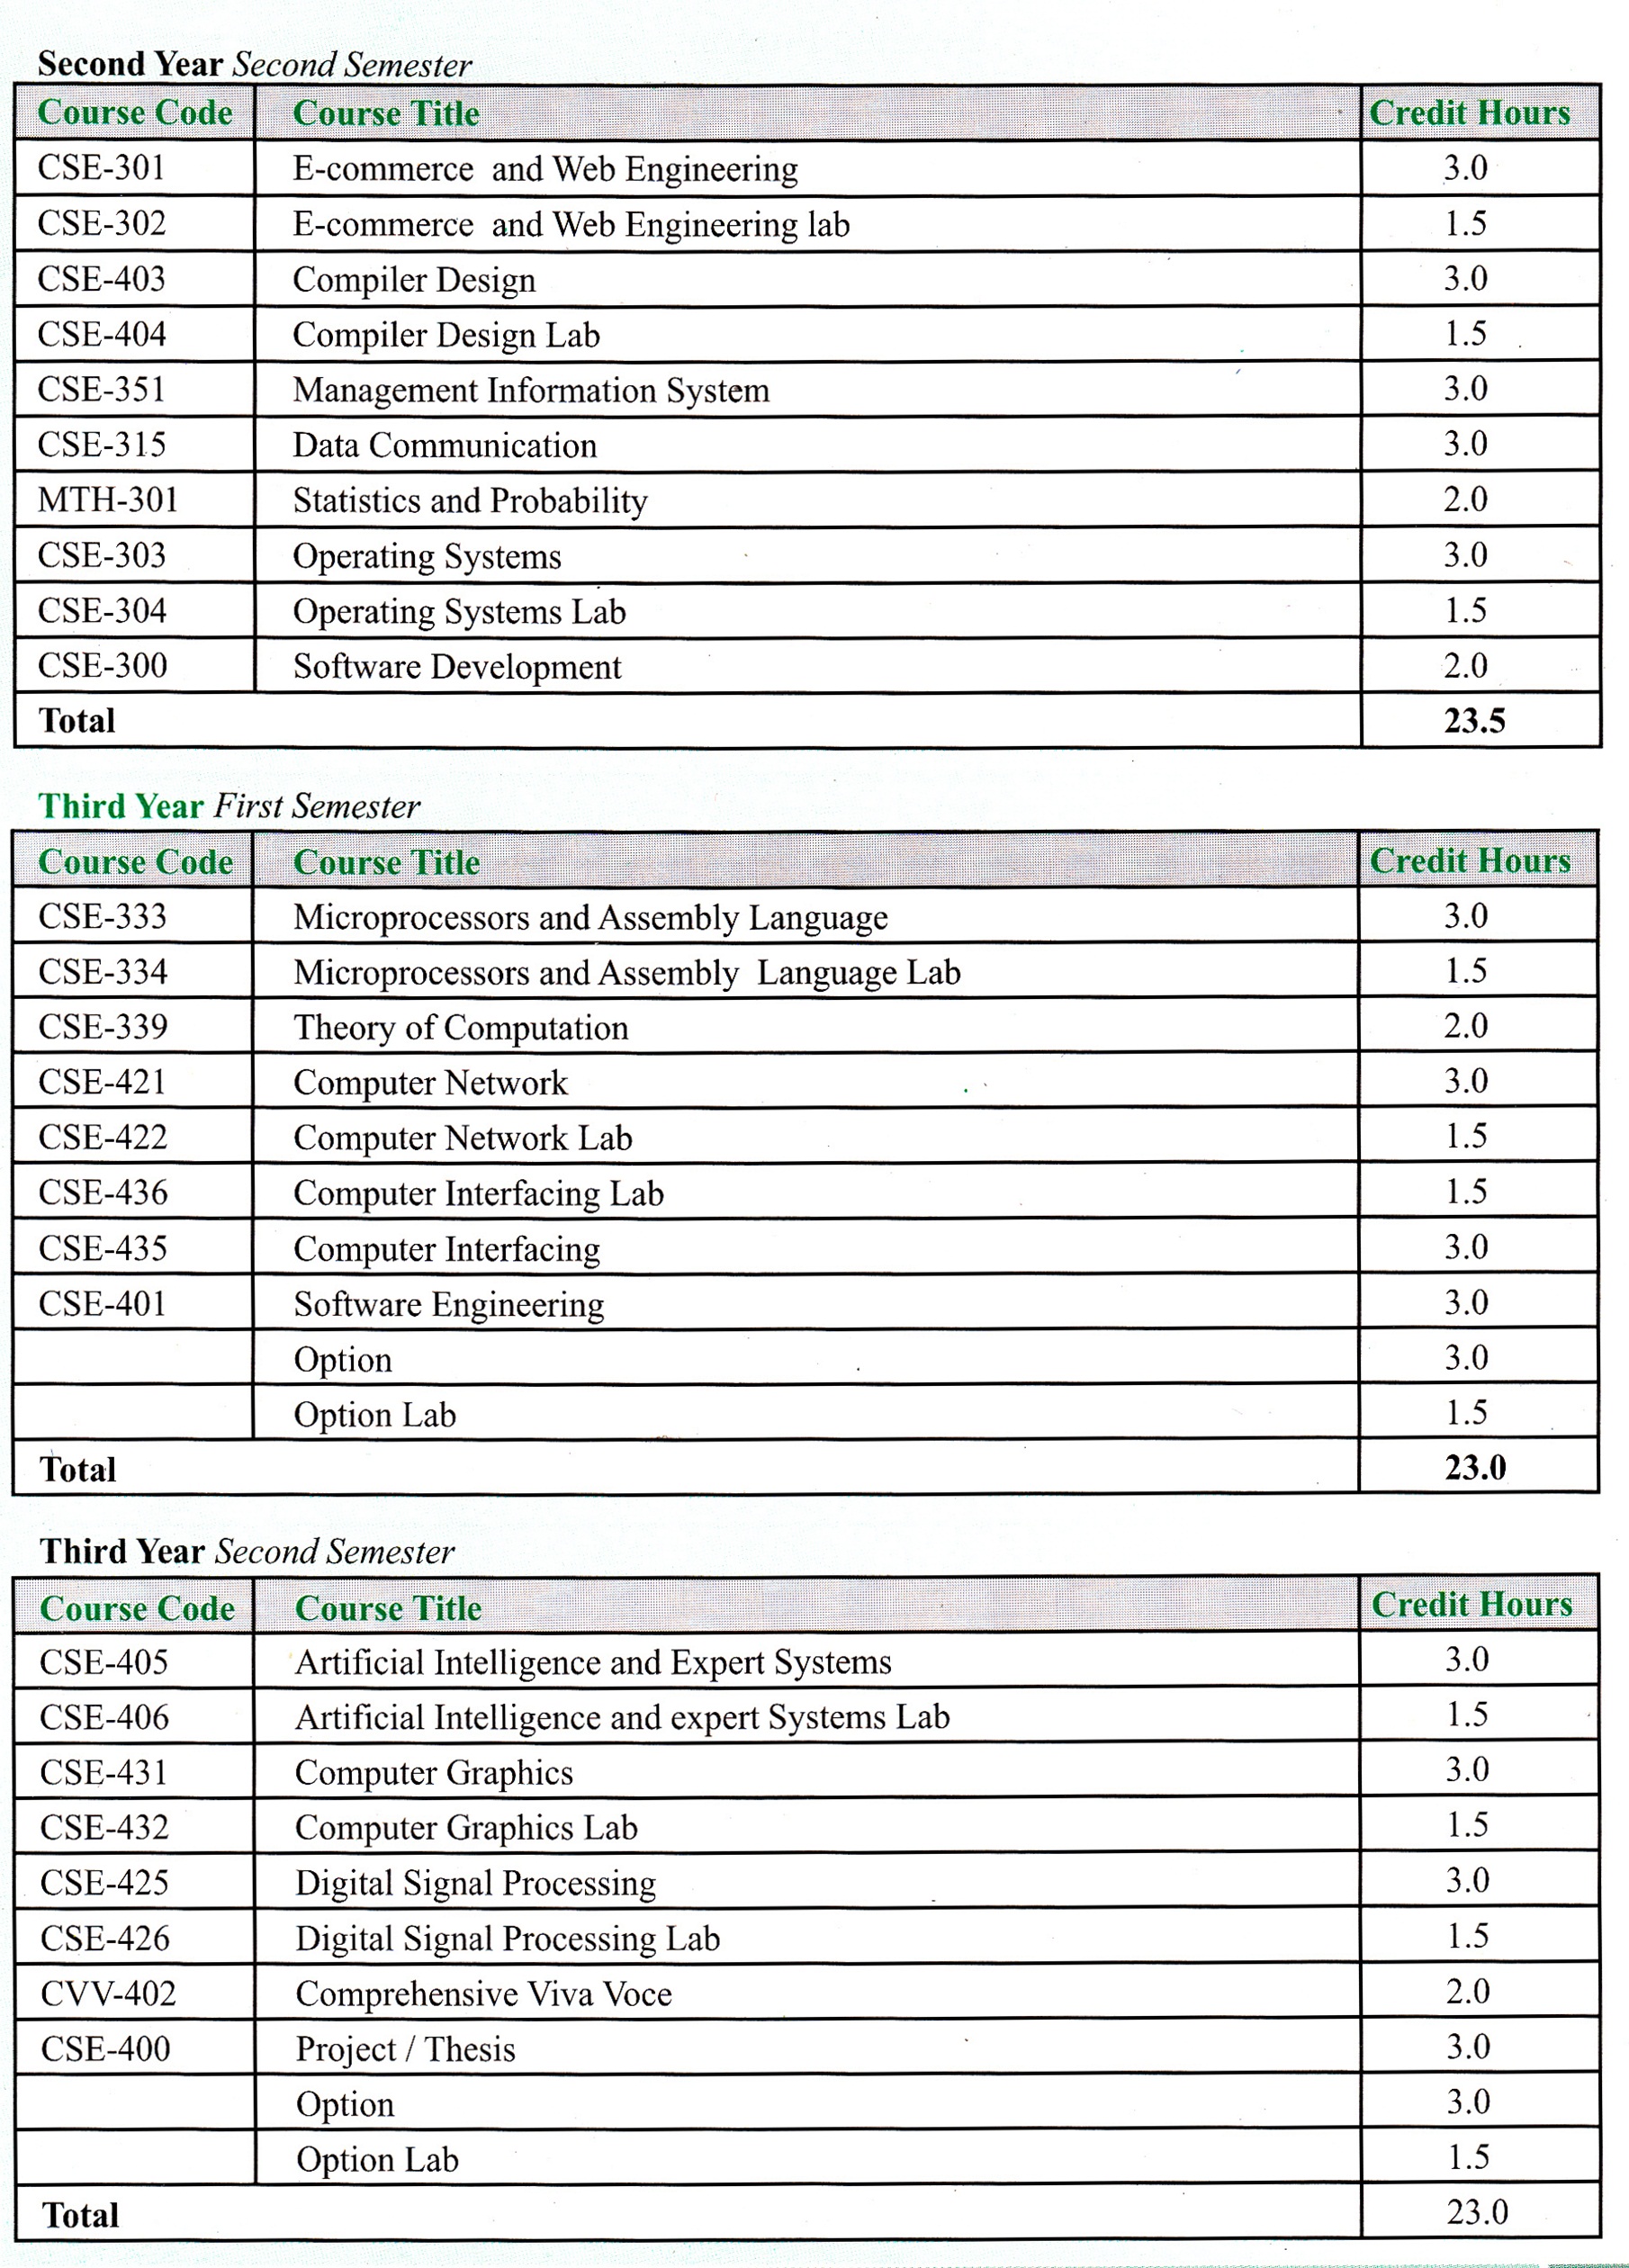 Second Year Second Semester
Course Code Course Title Credit Hours
CSE-301 E-commerce and Web Engineering 3.0
CSE-302 E-commerce and Web Engineering lab 1.5
CSE-403 Compiler Design 3.0
CSE-404 Compiler Design Lab 1.5
CSE-351 Management Information System 3.0
CSE-315 Data Communication 3.0
MTH-301 Statistics and Probability 2.0
CSE-303 Operating Systems 3.0
CSE-304 Operating Systems Lab 1.5
CSE-300 Software Development 2.0
Total 23.5
Third Year First Semester
Course Code Course Title Credit Hours
CSE-333 Microprocessors and Assembly Language 3.0
CSE-334 Microprocessors and Assembly Language Lab 1.5
CSE-339 Theory of Computation 2.0
CSE-421 Computer Network 3.0
CSE-422 Computer Network Lab 1.5
CSE-436 Computer Interfacing Lab 1.5
CSE-435 Computer Interfacing 3.0
CSE-401 Software Engineering 3.0
Option 3.0
Option Lab 1.5
Total 23.0
Third Year Second Semester
Course Code Course Title Credit Hours
CSE-405 Artificial Intelligence and Expert Systems 3.0
CSE-406 Artificial Intelligence and expert Systems Lab 1.5
CSE-431 Computer Graphics 3.0
CSE-432 Computer Graphics Lab 1.5
CSE-425 Digital Signal Processing 3.0
CSE-426 Digital Signal Processing Lab 1.5
CVV-402 Comprehensive Viva Voce 2.0
CSE-400 Project / Thesis 3.0
Option 3.0
Option Lab 1.5
Total 23.0